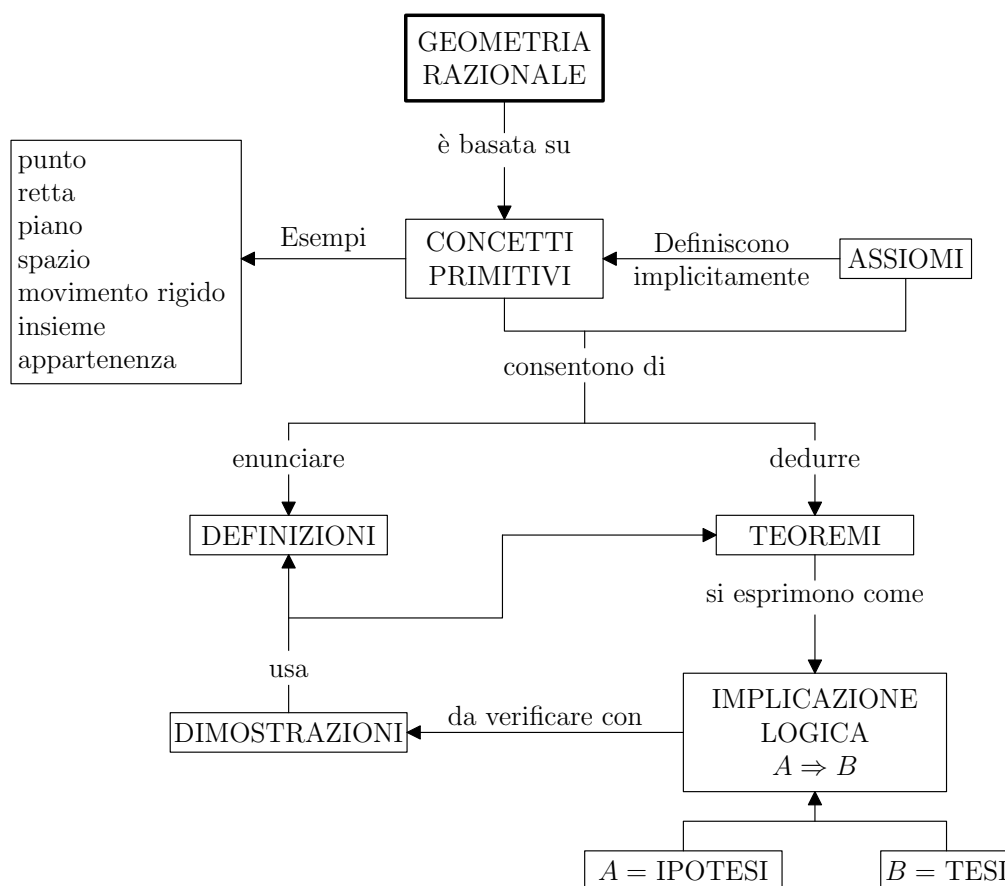 GEOMETRIA
RAZIONALE
è basata su
punto
retta
piano
spazio
movimento rigido
insieme
appartenenza
Esempi
CONCETTI
PRIMITIVI
Definiscono
implicitamente
ASSIOMI
consentono di
enunciare
dedurre
DEFINIZIONI
TEOREMI
si esprimono come
usa
IMPLICAZIONE
LOGICA
A ⇒ B
da verificare con
DIMOSTRAZIONI
A = IPOTESI
B = TESI